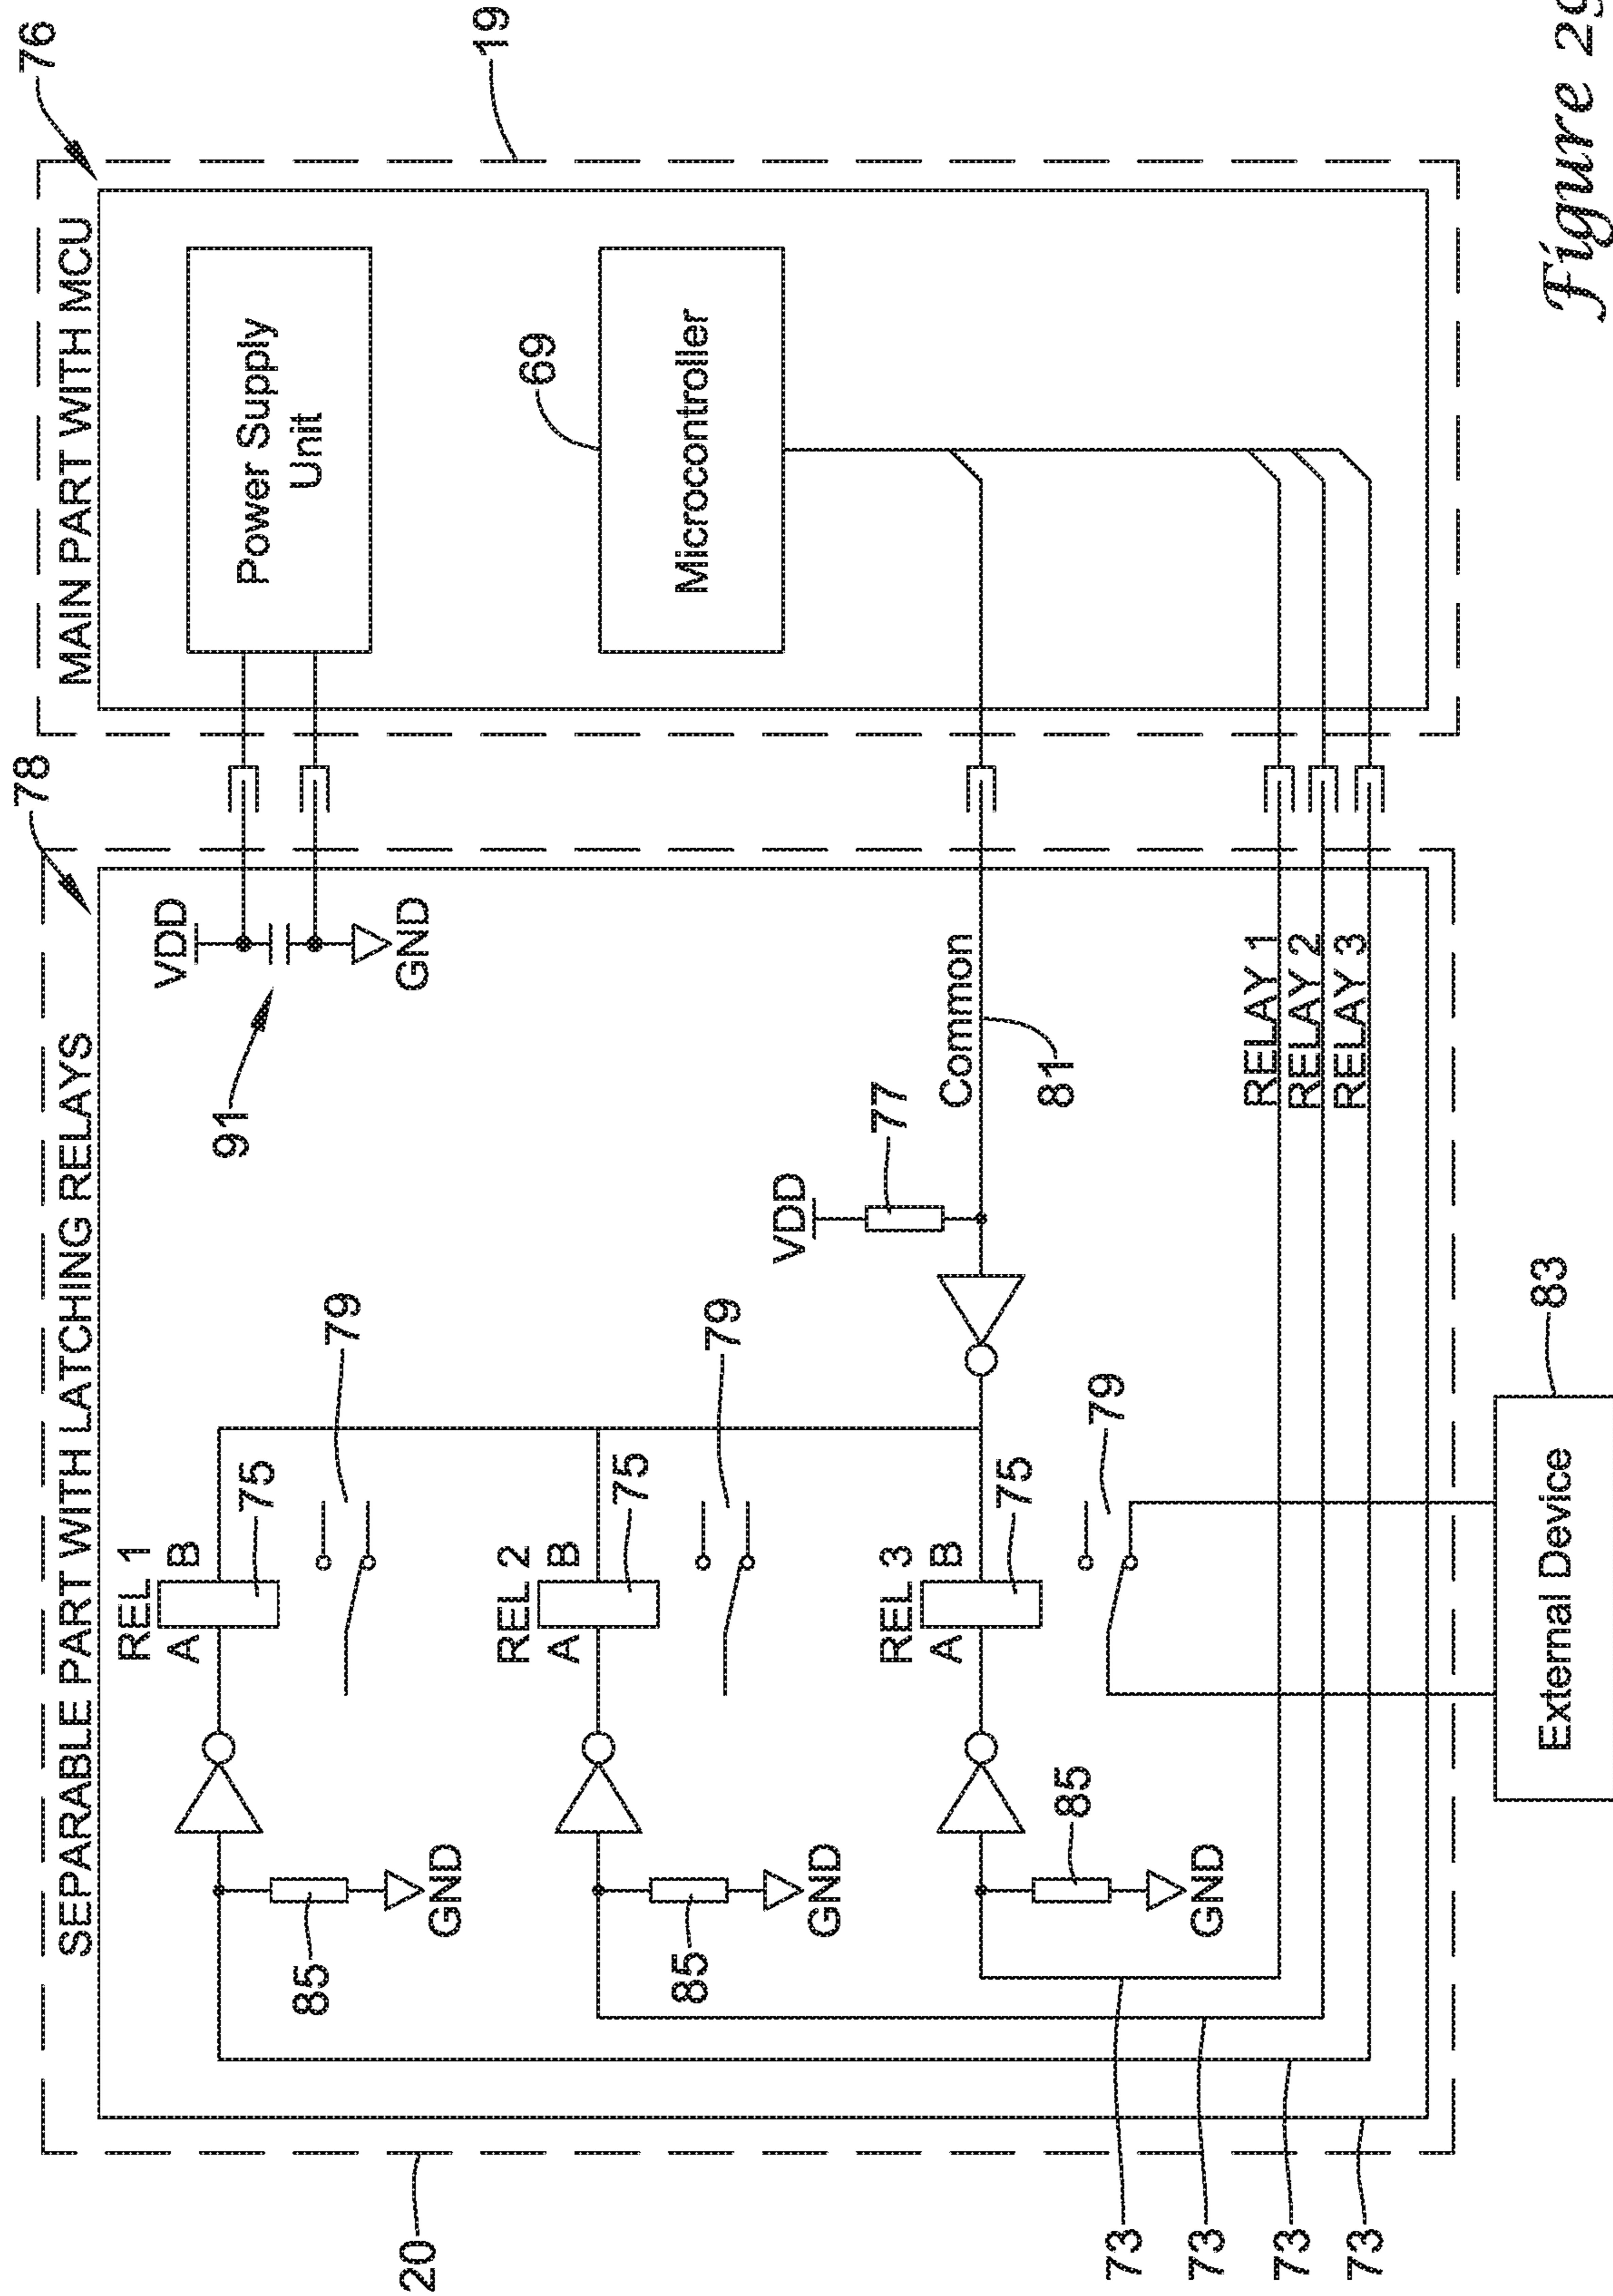 SEPARABLE PART WITH LATCHING RELAYS
MAIN PART WITH MCU
20
78
76
19
REL 1
A
B
75
79
85
GND
91
VDD
GND
Power Supply
Unit
REL 2
A
B
75
79
85
GND
REL 3
A
B
75
79
85
GND
VDD
77
Common
81
69
Microcontroller
RELAY 1
RELAY 2
RELAY 3
73
73
73
73
External Device
83
Figure 29